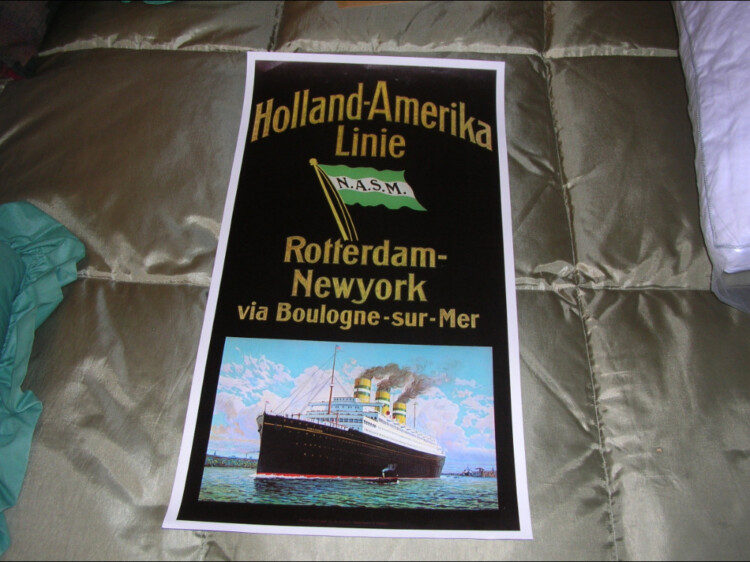 Holland-Amerika
Linie
N.A.S.M.
Rotterdam-
Newyork
via Boulogne-sur-Mer